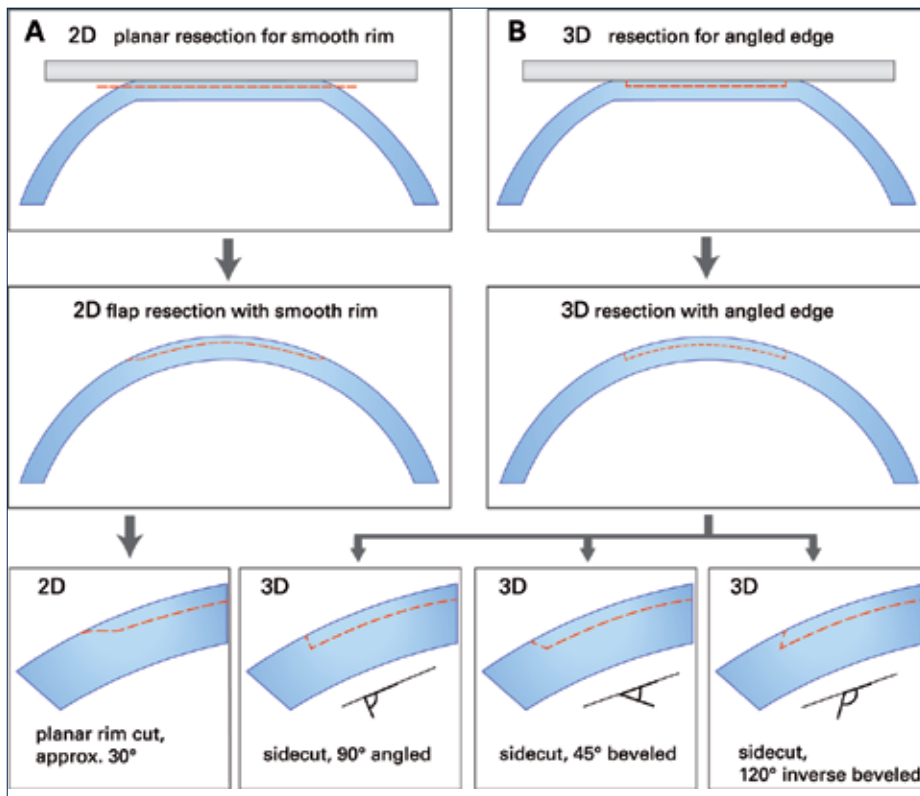 A 2D planar resection for smooth rim
B 3D resection for angled edge
2D flap resection with smooth rim
3D resection with angled edge
2D
planar rim cut,
approx. 30°
3D
sidecut, 90° angled
3D
sidecut, 45° beveled
3D
sidecut,
120° inverse beveled